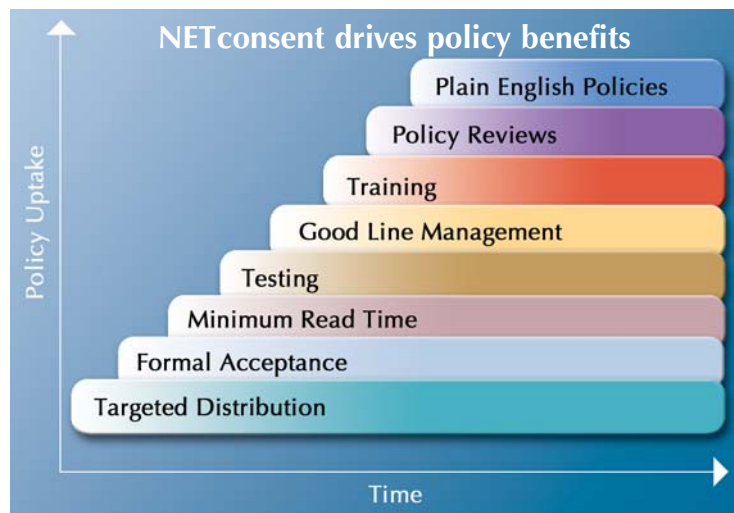 NETconsent drives policy benefits
Plain English Policies
Policy Reviews
Training
Good Line Management
Testing
Minimum Read Time
Formal Acceptance
Targeted Distribution
Policy Uptake
Time